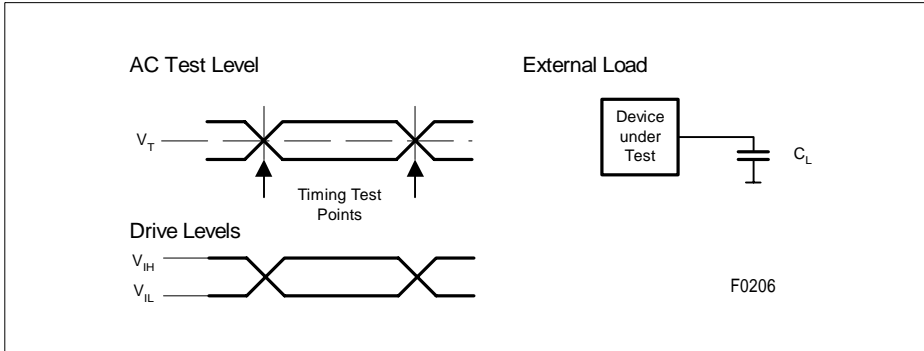 AC Test Level
External Load
V_T
Device
under
Test
C_L
Timing Test
Points
Drive Levels
V_IH
V_IL
F0206